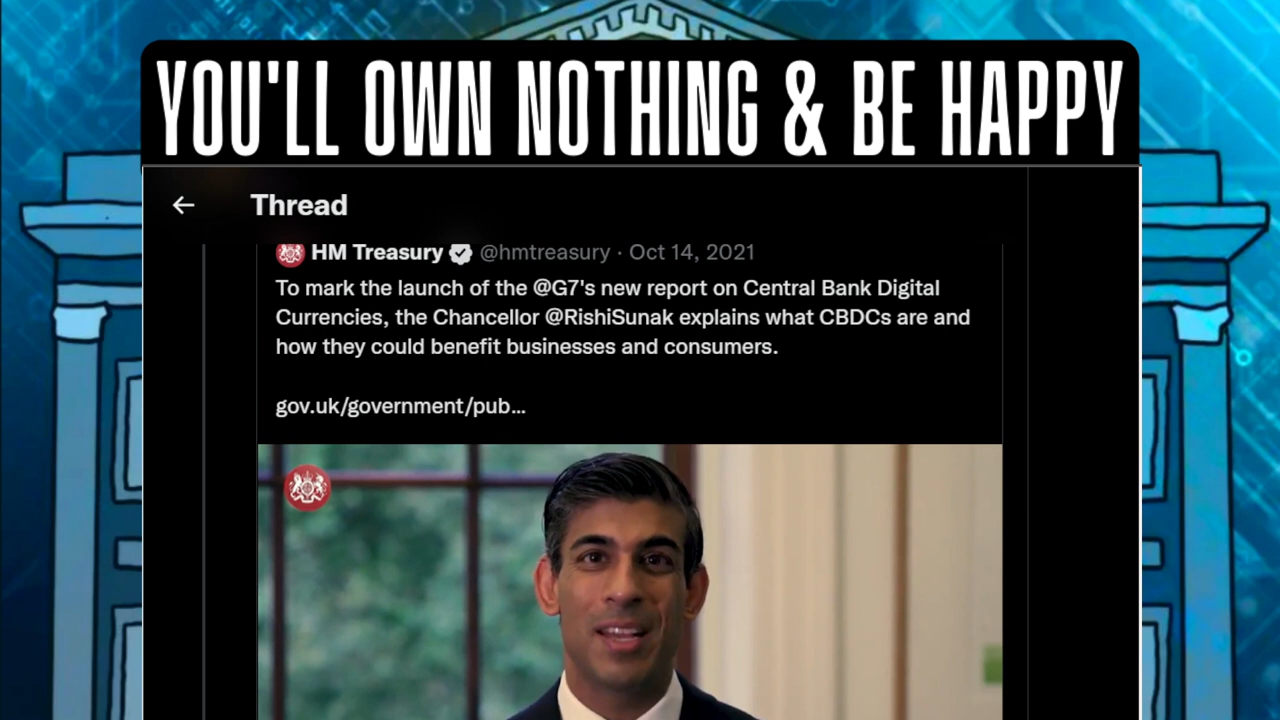 YOU'LL OWN NOTHING & BE HAPPY
Thread
HM Treasury @hmtreasury · Oct 14, 2021
To mark the launch of the @G7's new report on Central Bank Digital
Currencies, the Chancellor @RishiSunak explains what CBDCs are and
how they could benefit businesses and consumers.
gov.uk/government/pub...